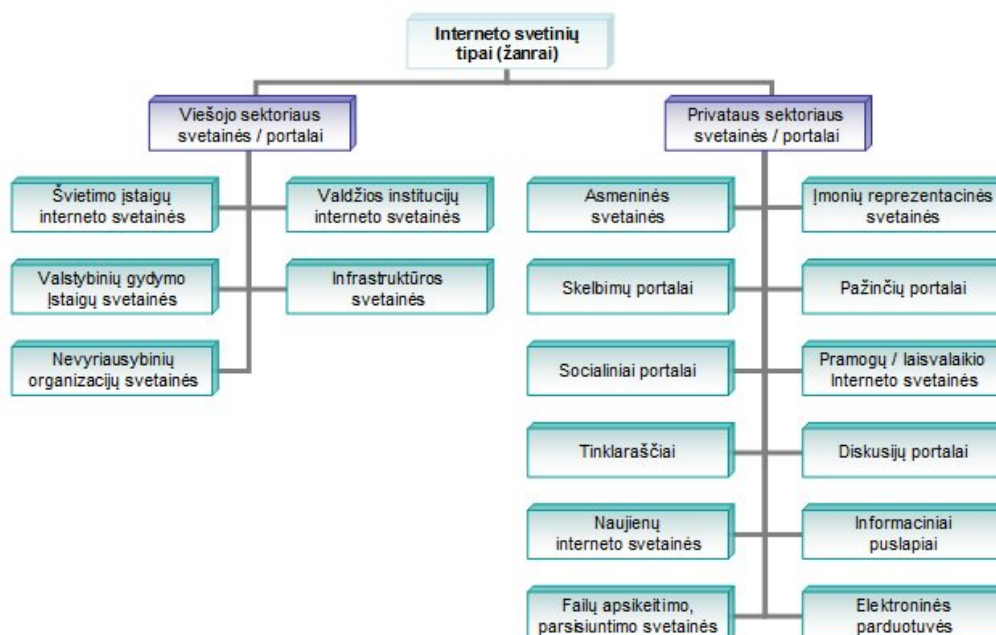 Interneto svetinių
tipai (žanrai)
Viešojo sektoriaus
svetainės / portalai
Privataus sektoriaus
svetainės / portalai
Švietimo įstaigų
interneto svetainės
Valdžios institucijų
interneto svetainės
Valstybinių gydymo
Įstaigų svetainės
Infrastruktūros
svetainės
Nevyriausybinių
organizacijų svetainės
Asmeninės
svetainės
Įmonių reprezentacinės
svetainės
Skelbimų portalai
Pažinčių portalai
Socialiniai portalai
Pramogų / laisvalaikio
Interneto svetainės
Tinklaraščiai
Diskusijų portalai
Naujienų
interneto svetainės
Informaciniai
puslapiai
Failų apsikeitimo,
parsisiuntimo svetainės
Elektroninės
parduotuvės